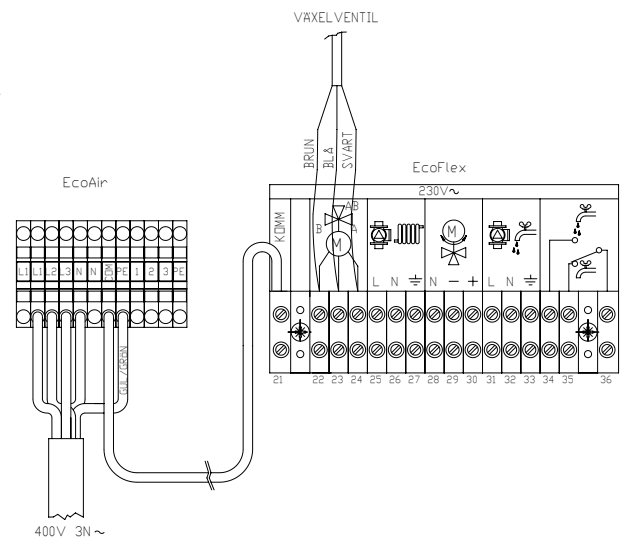 VÄXELVENTIL
BRUN
BLÅ
SVART
EcoAir
EcoFlex
230V~
KOMM
B
AB
A
M
M
L N
N − +
L N
L1 L1 L2 L3 N N COM PE 1 2 3 PE
GUL/GRÖN
21 22 23 24 25 26 27 28 29 30 31 32 33 34 35 36
400V 3N~